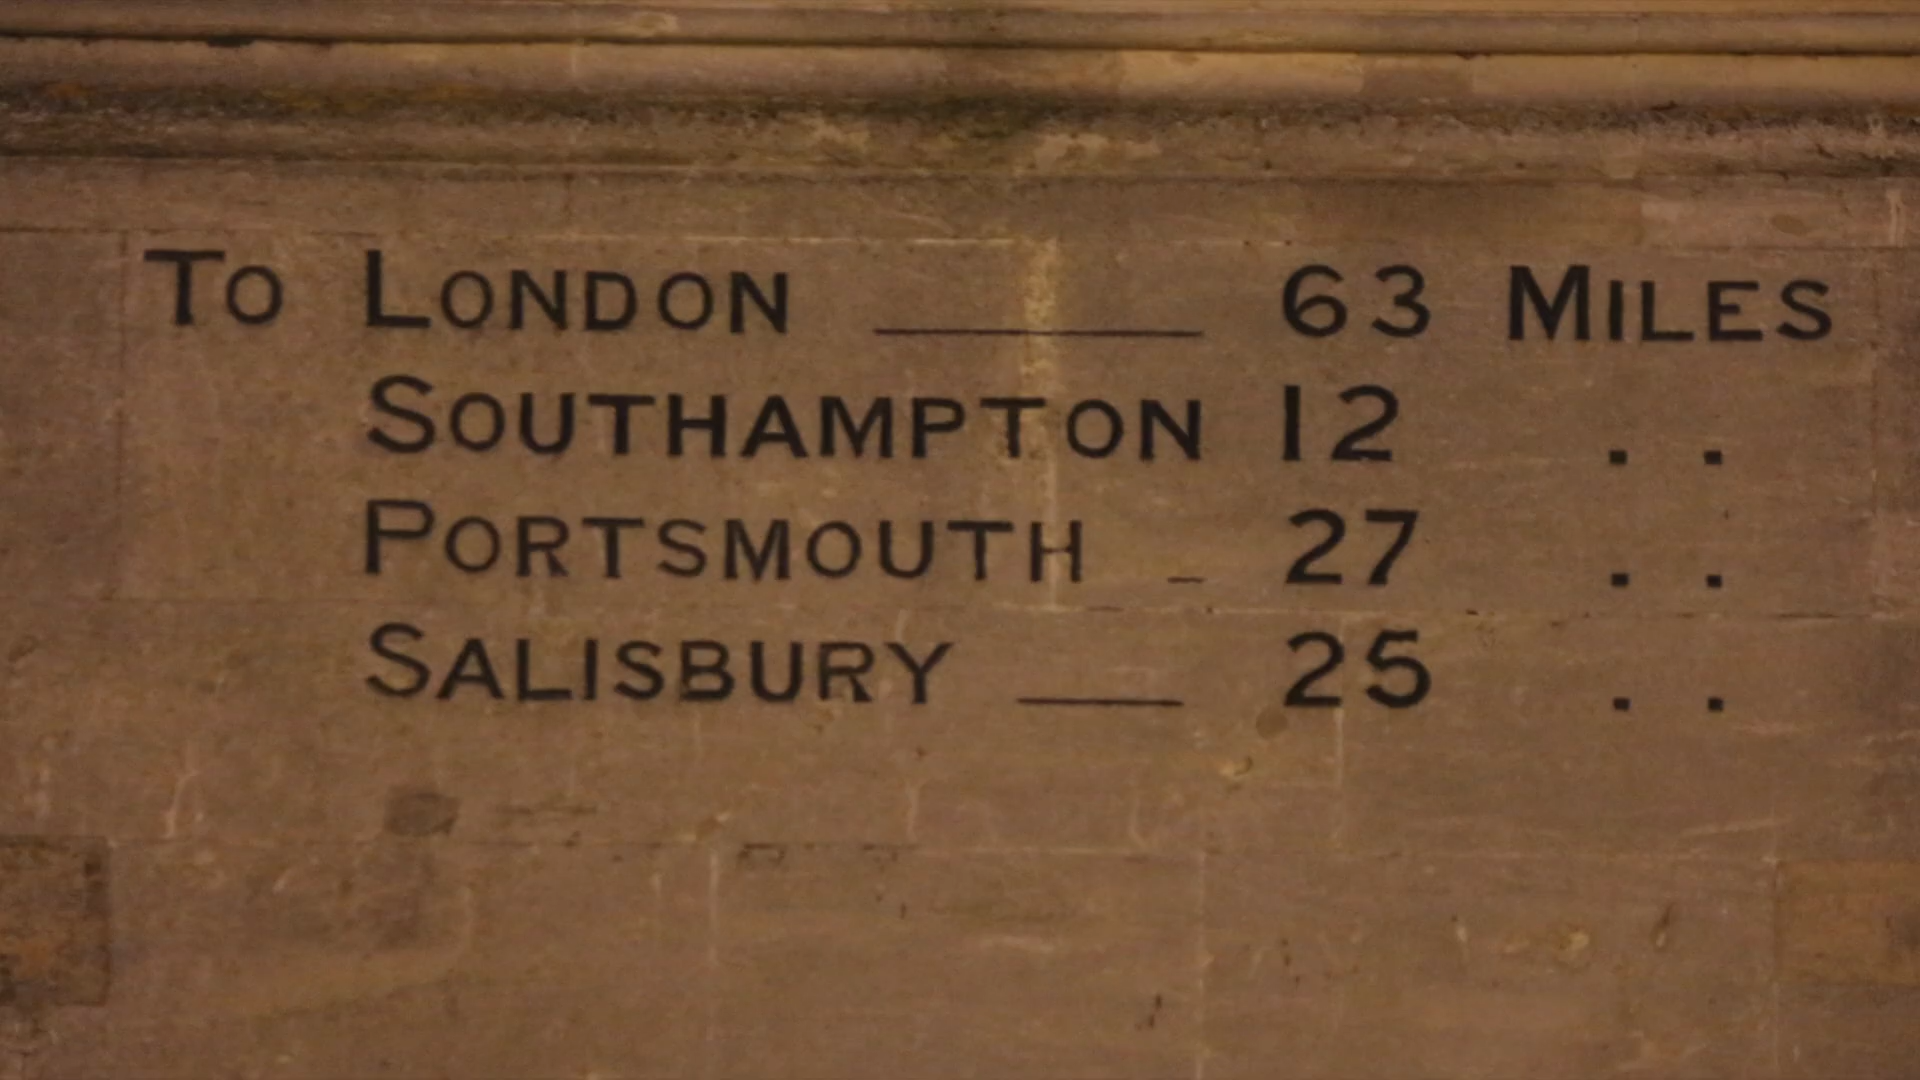 To London ______ 63 Miles
Southampton 12 . .
Portsmouth _ 27 . .
Salisbury ___ 25 . .